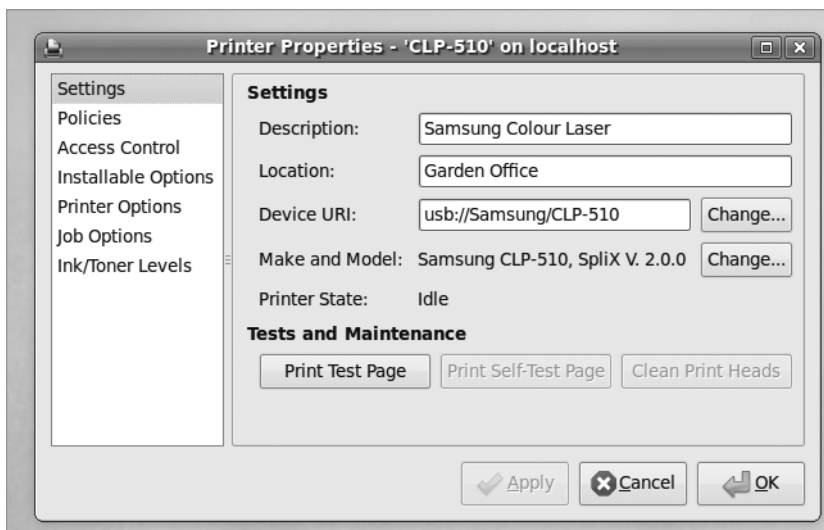 Printer Properties - 'CLP-510' on localhost
Settings
Policies
Access Control
Installable Options
Printer Options
Job Options
Ink/Toner Levels
Settings
Description: Samsung Colour Laser
Location: Garden Office
Device URI: usb://Samsung/CLP-510 Change...
Make and Model: Samsung CLP-510, SpliX V. 2.0.0 Change...
Printer State: Idle
Tests and Maintenance
Print Test Page Print Self-Test Page Clean Print Heads
Apply Cancel OK